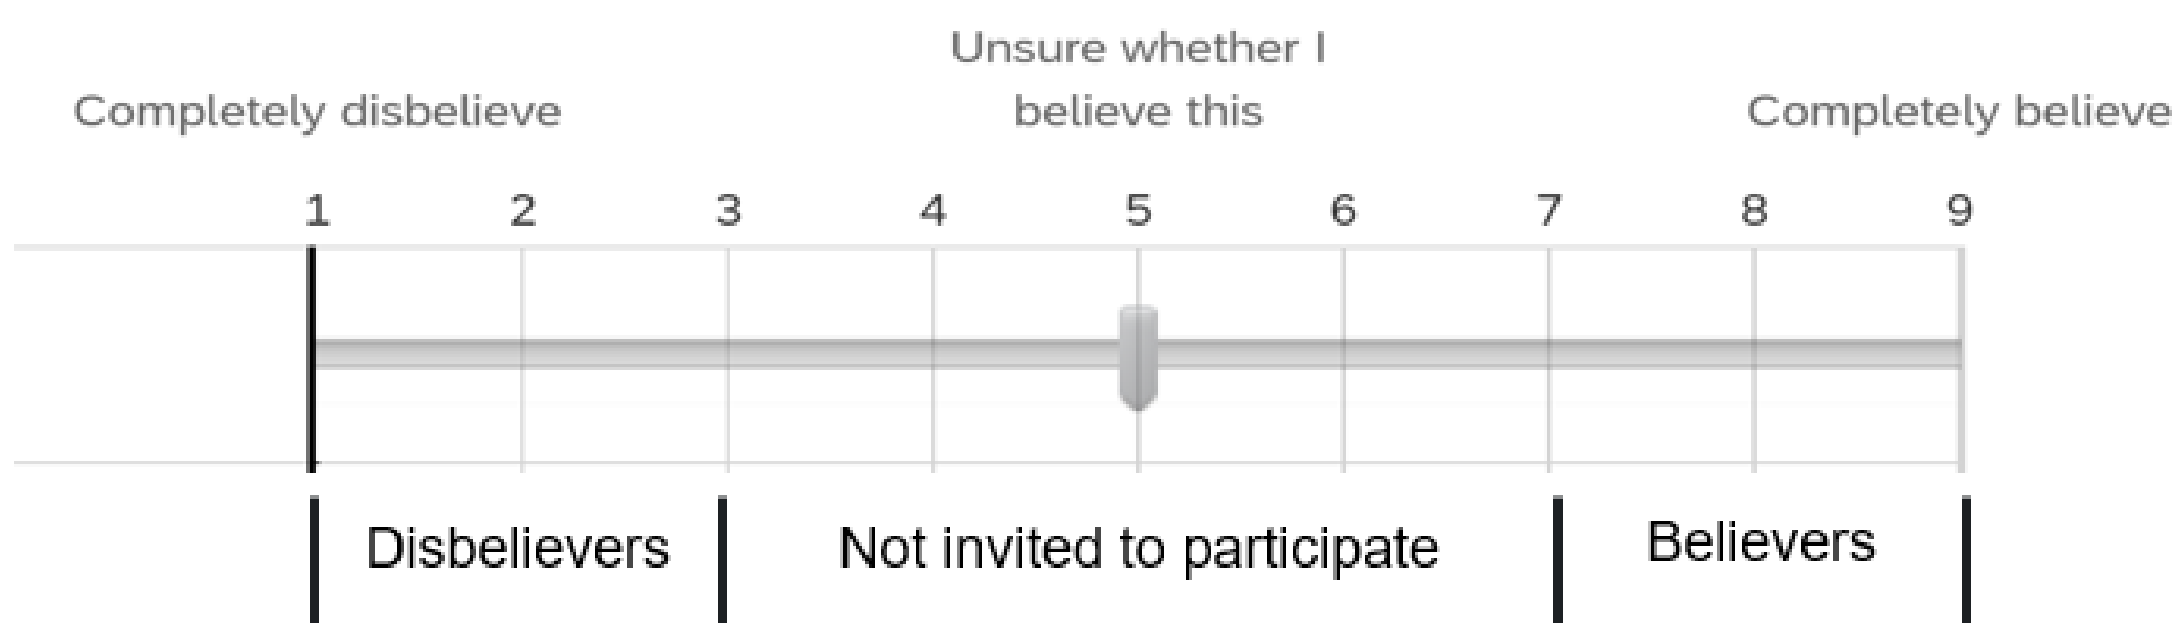 Unsure whether I
Completely disbelieve believe this Completely believe
1 2 3 4 5 6 7 8 9
Disbelievers Not invited to participate Believers